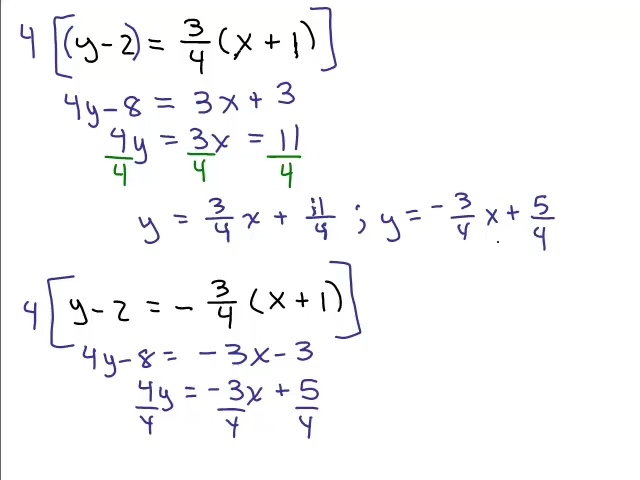 4[(y-2) = 3/4 (x+1)]
4y-8 = 3x+3
4y/4 = 3x/4 = 11/4
y = 3/4 x + 11/4 ; y = -3/4 x + 5/4
4[y-2 = -3/4 (x+1)]
4y-8 = -3x-3
4y/4 = -3x/4 + 5/4